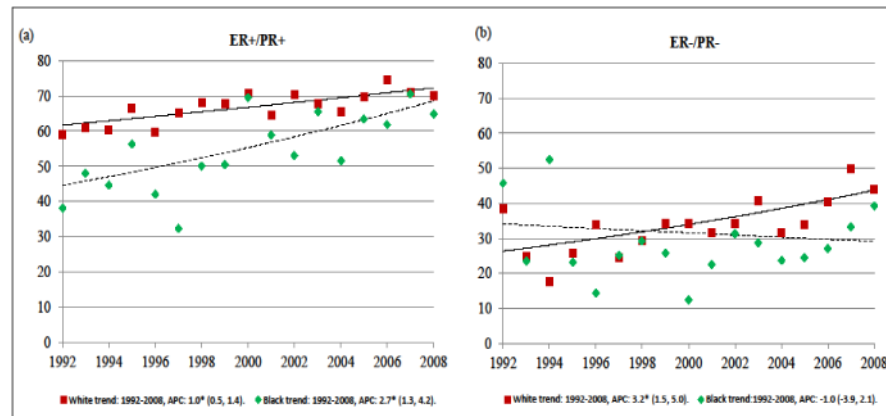 (a)
ER+/PR+
80
70
60
50
40
30
20
10
0
1992 1994 1996 1998 2000 2002 2004 2006 2008
White trend: 1992-2008, APC: 1.0* (0.5, 1.4). Black trend: 1992-2008, APC: 2.7* (1.3, 4.2).
(b)
ER-/PR-
80
70
60
50
40
30
20
10
0
1992 1994 1996 1998 2000 2002 2004 2006 2008
White trend: 1992-2008, APC: 3.2* (1.5, 5.0). Black trend:1992-2008, APC: -1.0 (-3.9, 2.1).